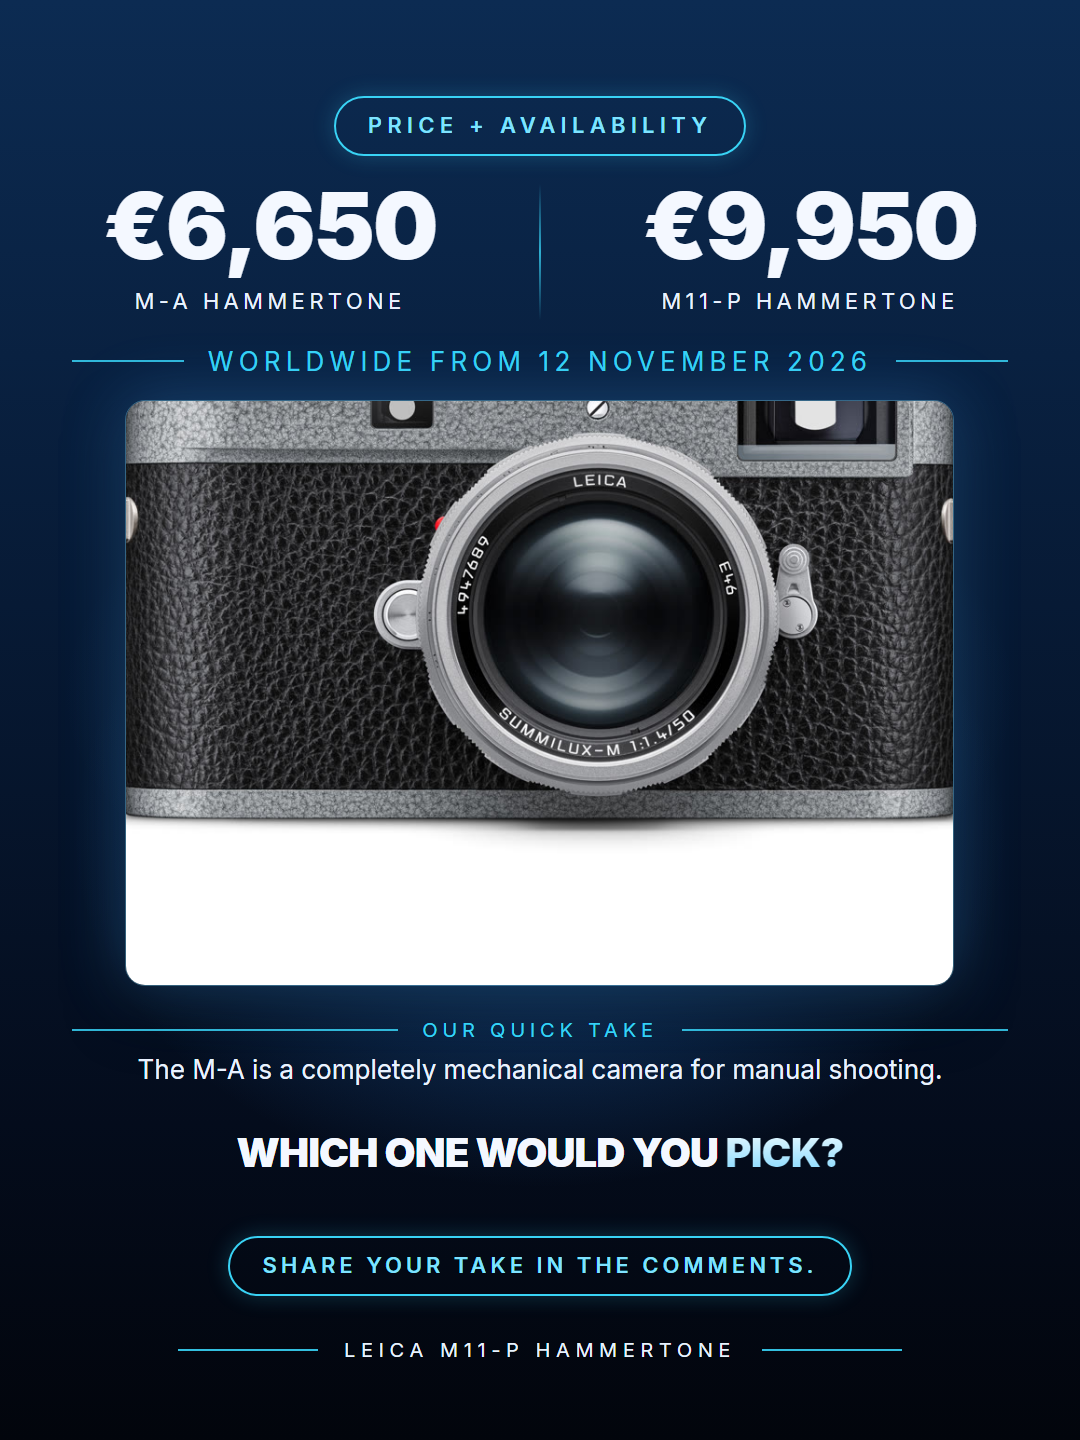 PRICE + AVAILABILITY
€6,650
M-A HAMMERTONE
€9,950
M11-P HAMMERTONE
WORLDWIDE FROM 12 NOVEMBER 2026
LEICA
E46
4947689
SUMMILUX-M 1:1.4/50
OUR QUICK TAKE
The M-A is a completely mechanical camera for manual shooting.
WHICH ONE WOULD YOU PICK?
SHARE YOUR TAKE IN THE COMMENTS.
LEICA M11-P HAMMERTONE